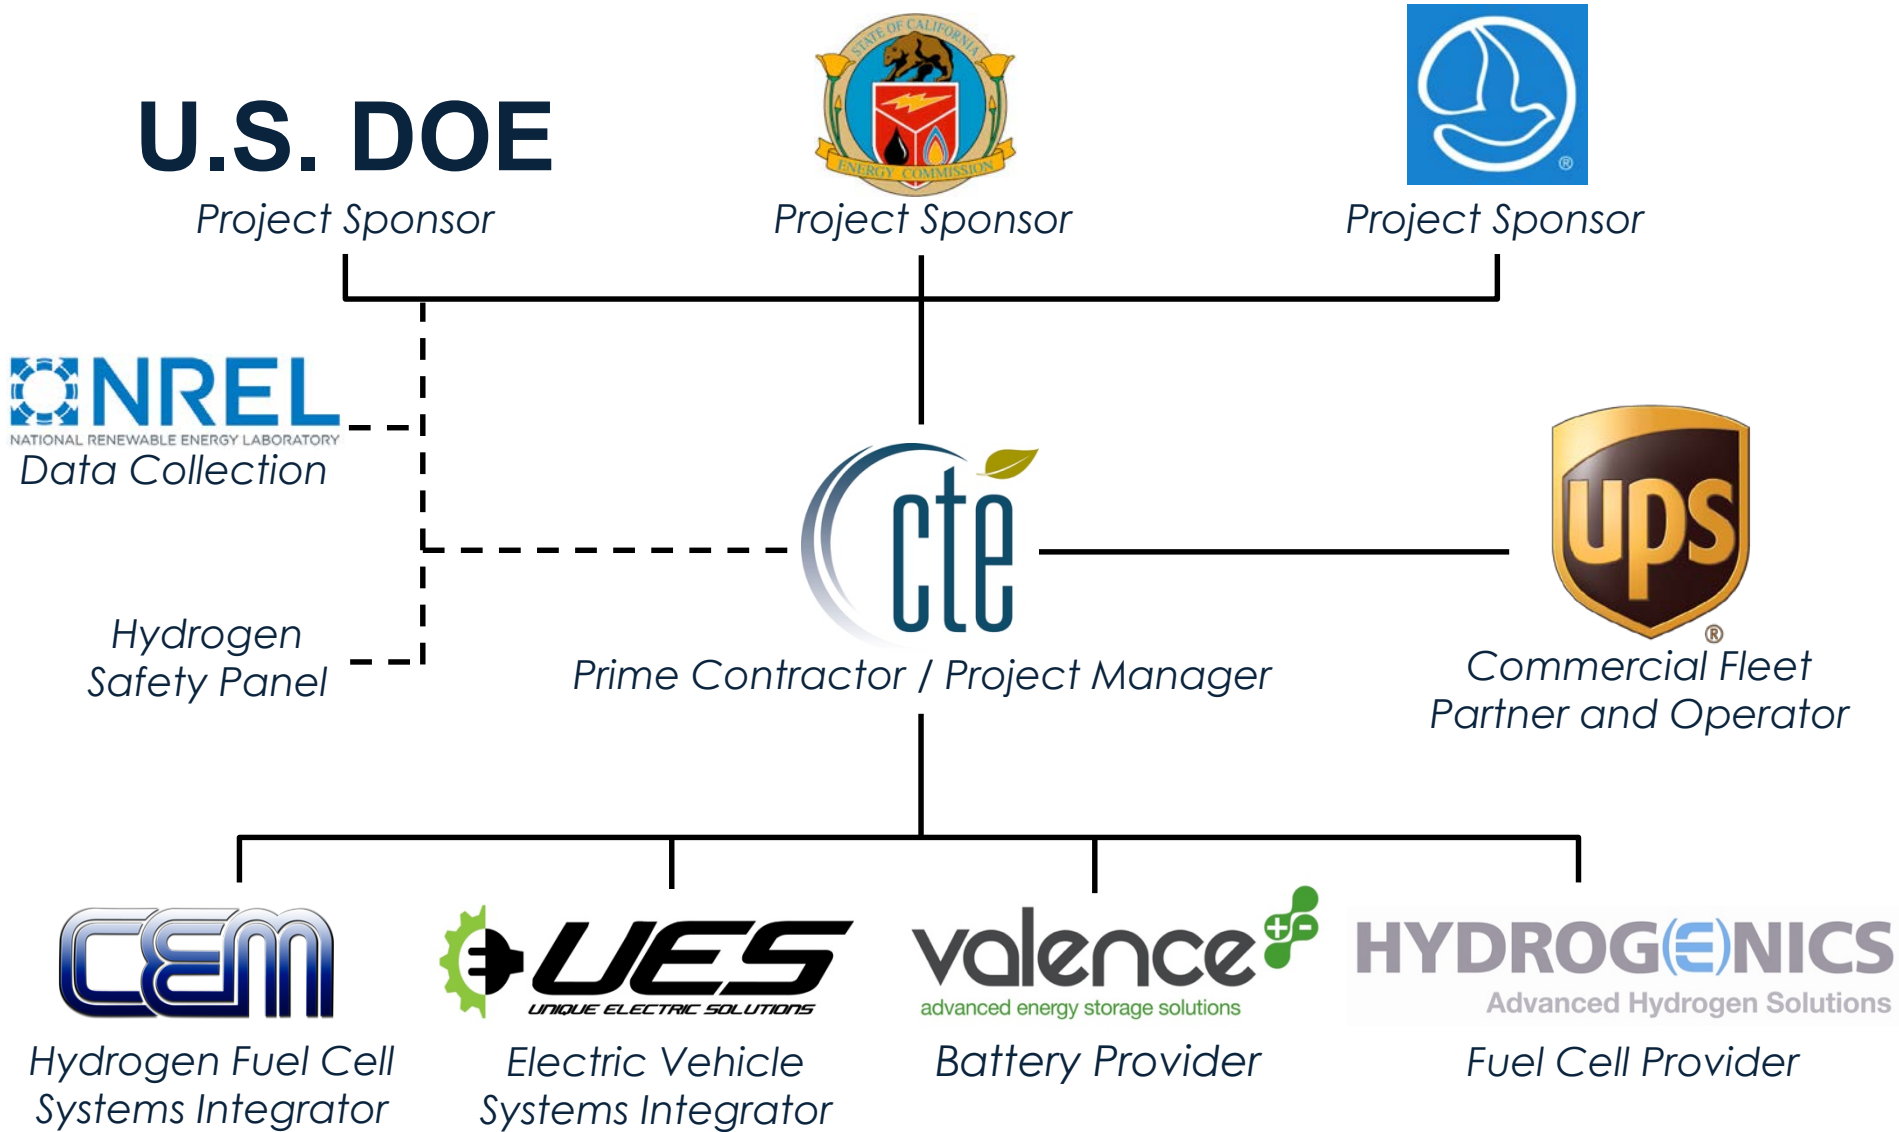 STATE OF CALIFORNIA
ENERGY COMMISSION
®
U.S. DOE
Project Sponsor
Project Sponsor
Project Sponsor
NREL
NATIONAL RENEWABLE ENERGY LABORATORY
Data Collection
cte
ups
®
Hydrogen
Safety Panel
Prime Contractor / Project Manager
Commercial Fleet
Partner and Operator
CEM
UES
UNIQUE ELECTRIC SOLUTIONS
valence
advanced energy storage solutions
HYDROG(E)NICS
Advanced Hydrogen Solutions
Hydrogen Fuel Cell
Systems Integrator
Electric Vehicle
Systems Integrator
Battery Provider
Fuel Cell Provider